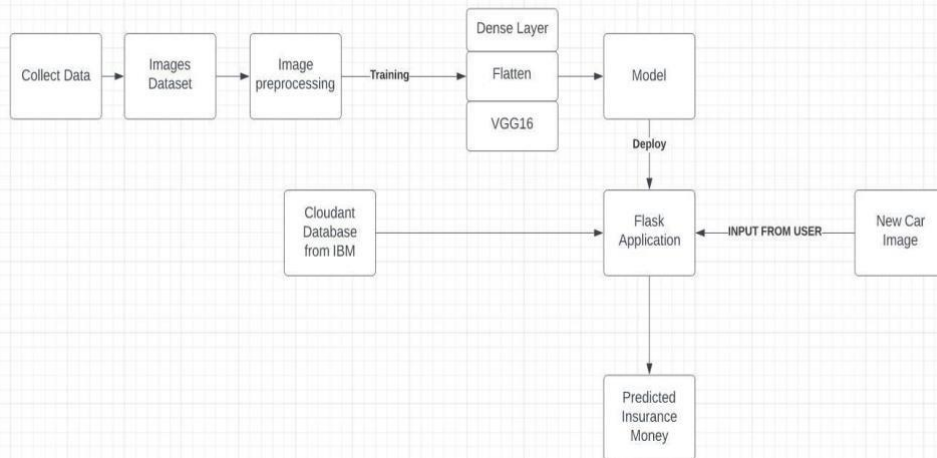 Collect Data
Images
Dataset
Image
preprocessing
Training
Dense Layer
Flatten
VGG16
Model
Deploy
Cloudant
Database
from IBM
Flask
Application
INPUT FROM USER
New Car
Image
Predicted
Insurance
Money